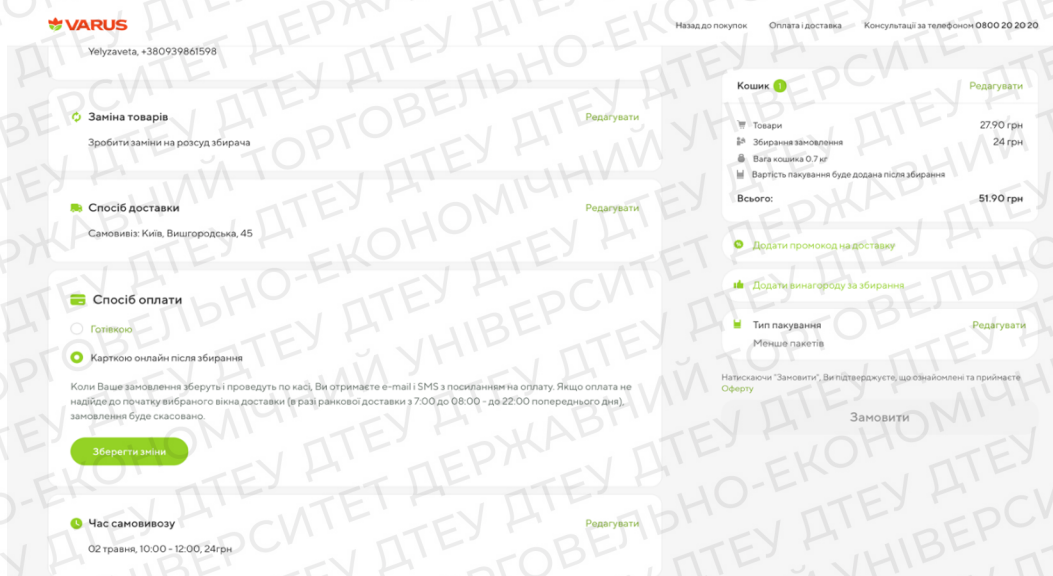 VARUS
Назад до покупок Оплата і доставка Консультації за телефоном 0800 20 20 20
Yelyzaveta, +380939861598
Заміна товарів Редагувати
Зробити заміни на розсуд збирача
Спосіб доставки Редагувати
Самовивіз: Київ, Вишгородська, 45
Спосіб оплати
Готівкою
Карткою онлайн після збирання
Коли Ваше замовлення зберуть і проведуть по касі, Ви отримаєте e-mail і SMS з посиланням на оплату. Якщо оплата не
надійде до початку вибраного вікна доставки (в разі ранкової доставки з 7:00 до 08:00 - до 22:00 попереднього дня),
замовлення буде скасовано.
Зберегти зміни
Час самовивозу Редагувати
02 травня, 10:00 - 12:00, 24грн
Кошик 1 Редагувати
Товари 27.90 грн
Збирання замовлення 24 грн
Вага кошика 0.7 кг
Вартість пакування буде додана після збирання
Всього: 51.90 грн
Додати промокод на доставку
Додати винагороду за збирання
Тип пакування Редагувати
Менше пакетів
Натискаючи "Замовити", Ви підтверджуєте, що ознайомлені та приймаєте
Оферту
Замовити